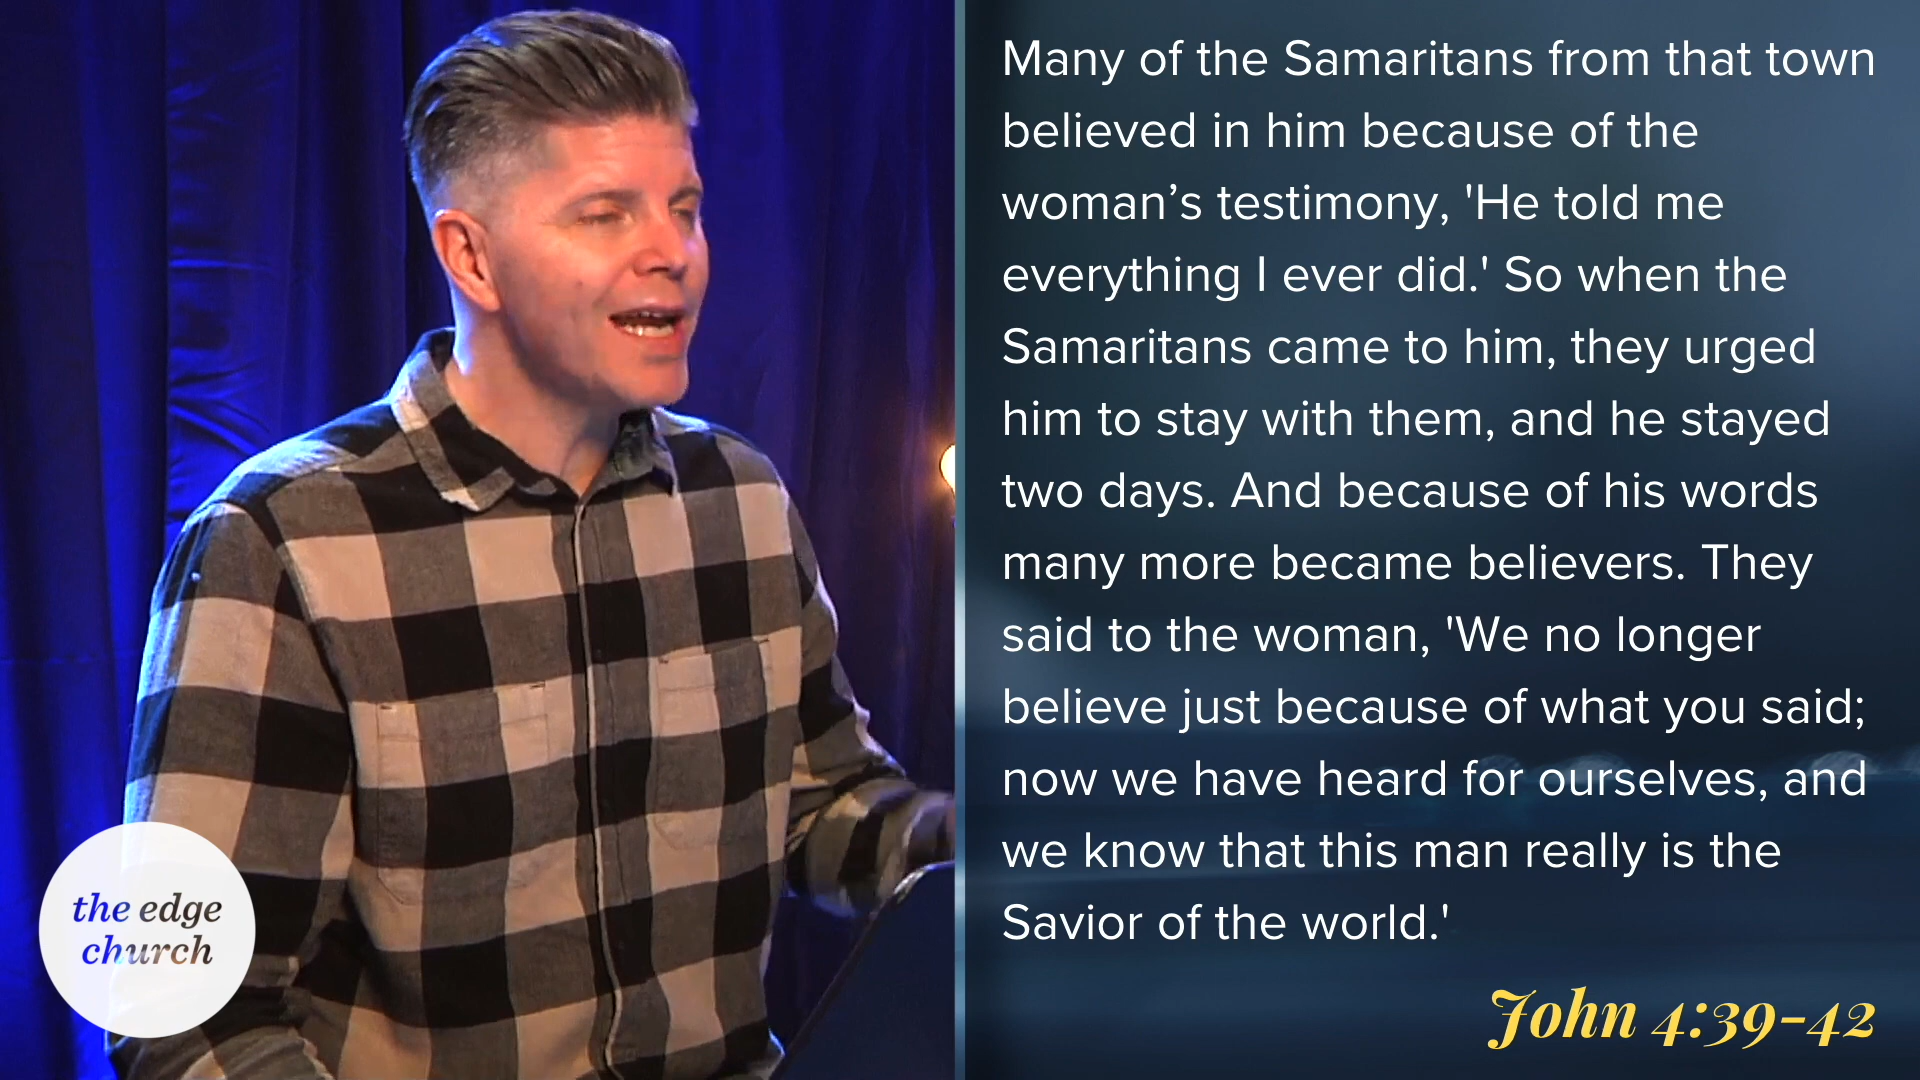 Many of the Samaritans from that town
believed in him because of the
woman’s testimony, 'He told me
everything I ever did.' So when the
Samaritans came to him, they urged
him to stay with them, and he stayed
two days. And because of his words
many more became believers. They
said to the woman, 'We no longer
believe just because of what you said;
now we have heard for ourselves, and
we know that this man really is the
Savior of the world.'
John 4:39-42
the edge
church